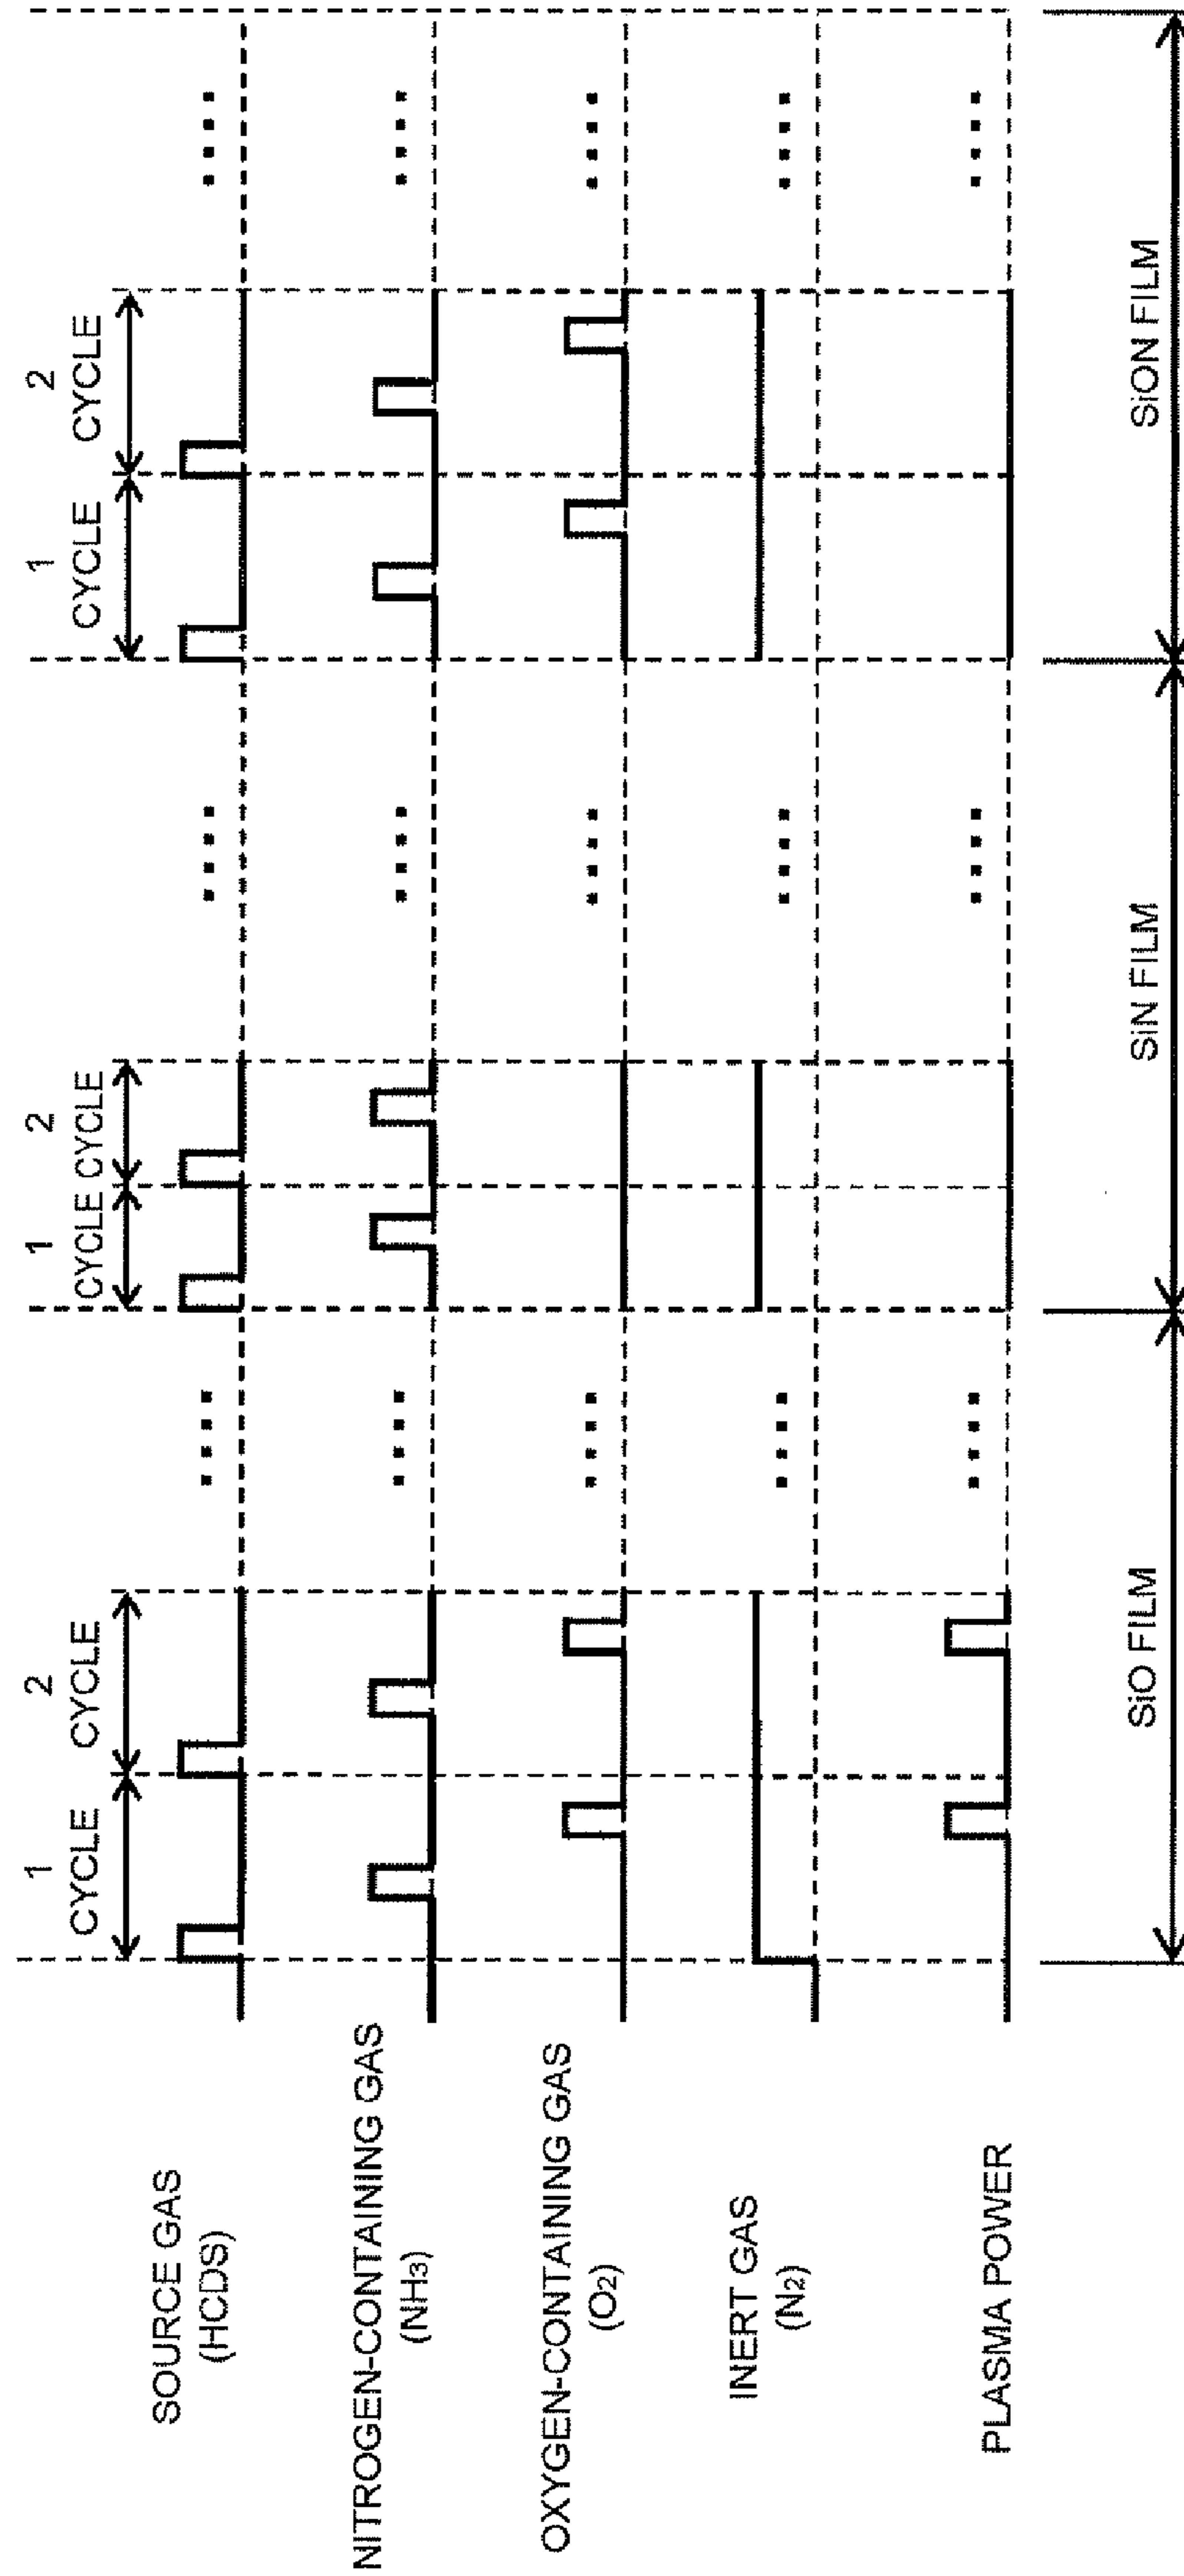 1
CYCLE
2
CYCLE
1
CYCLE
2
CYCLE
1
CYCLE
2
CYCLE
SOURCE GAS
(HCDS)
NITROGEN-CONTAINING GAS
(NH3)
OXYGEN-CONTAINING GAS
(O2)
INERT GAS
(N2)
PLASMA POWER
SiO FILM
SiN FILM
SiON FILM